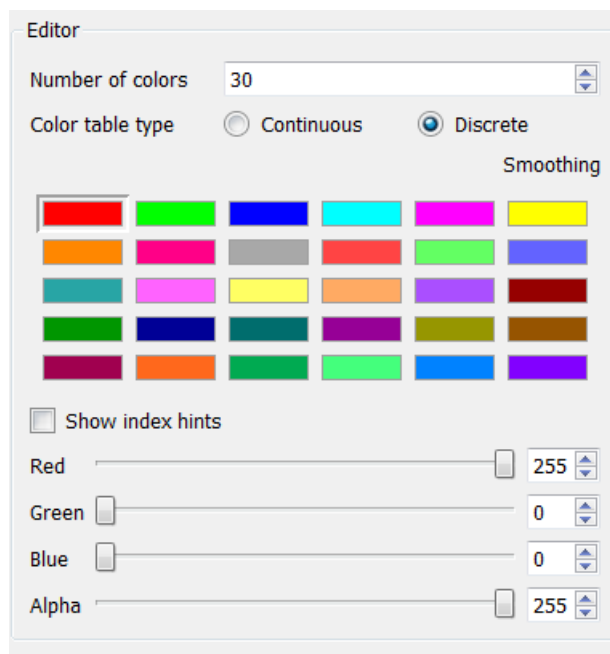 Editor
Number of colors 30
Color table type Continuous Discrete
Smoothing
Show index hints
Red 255
Green 0
Blue 0
Alpha 255